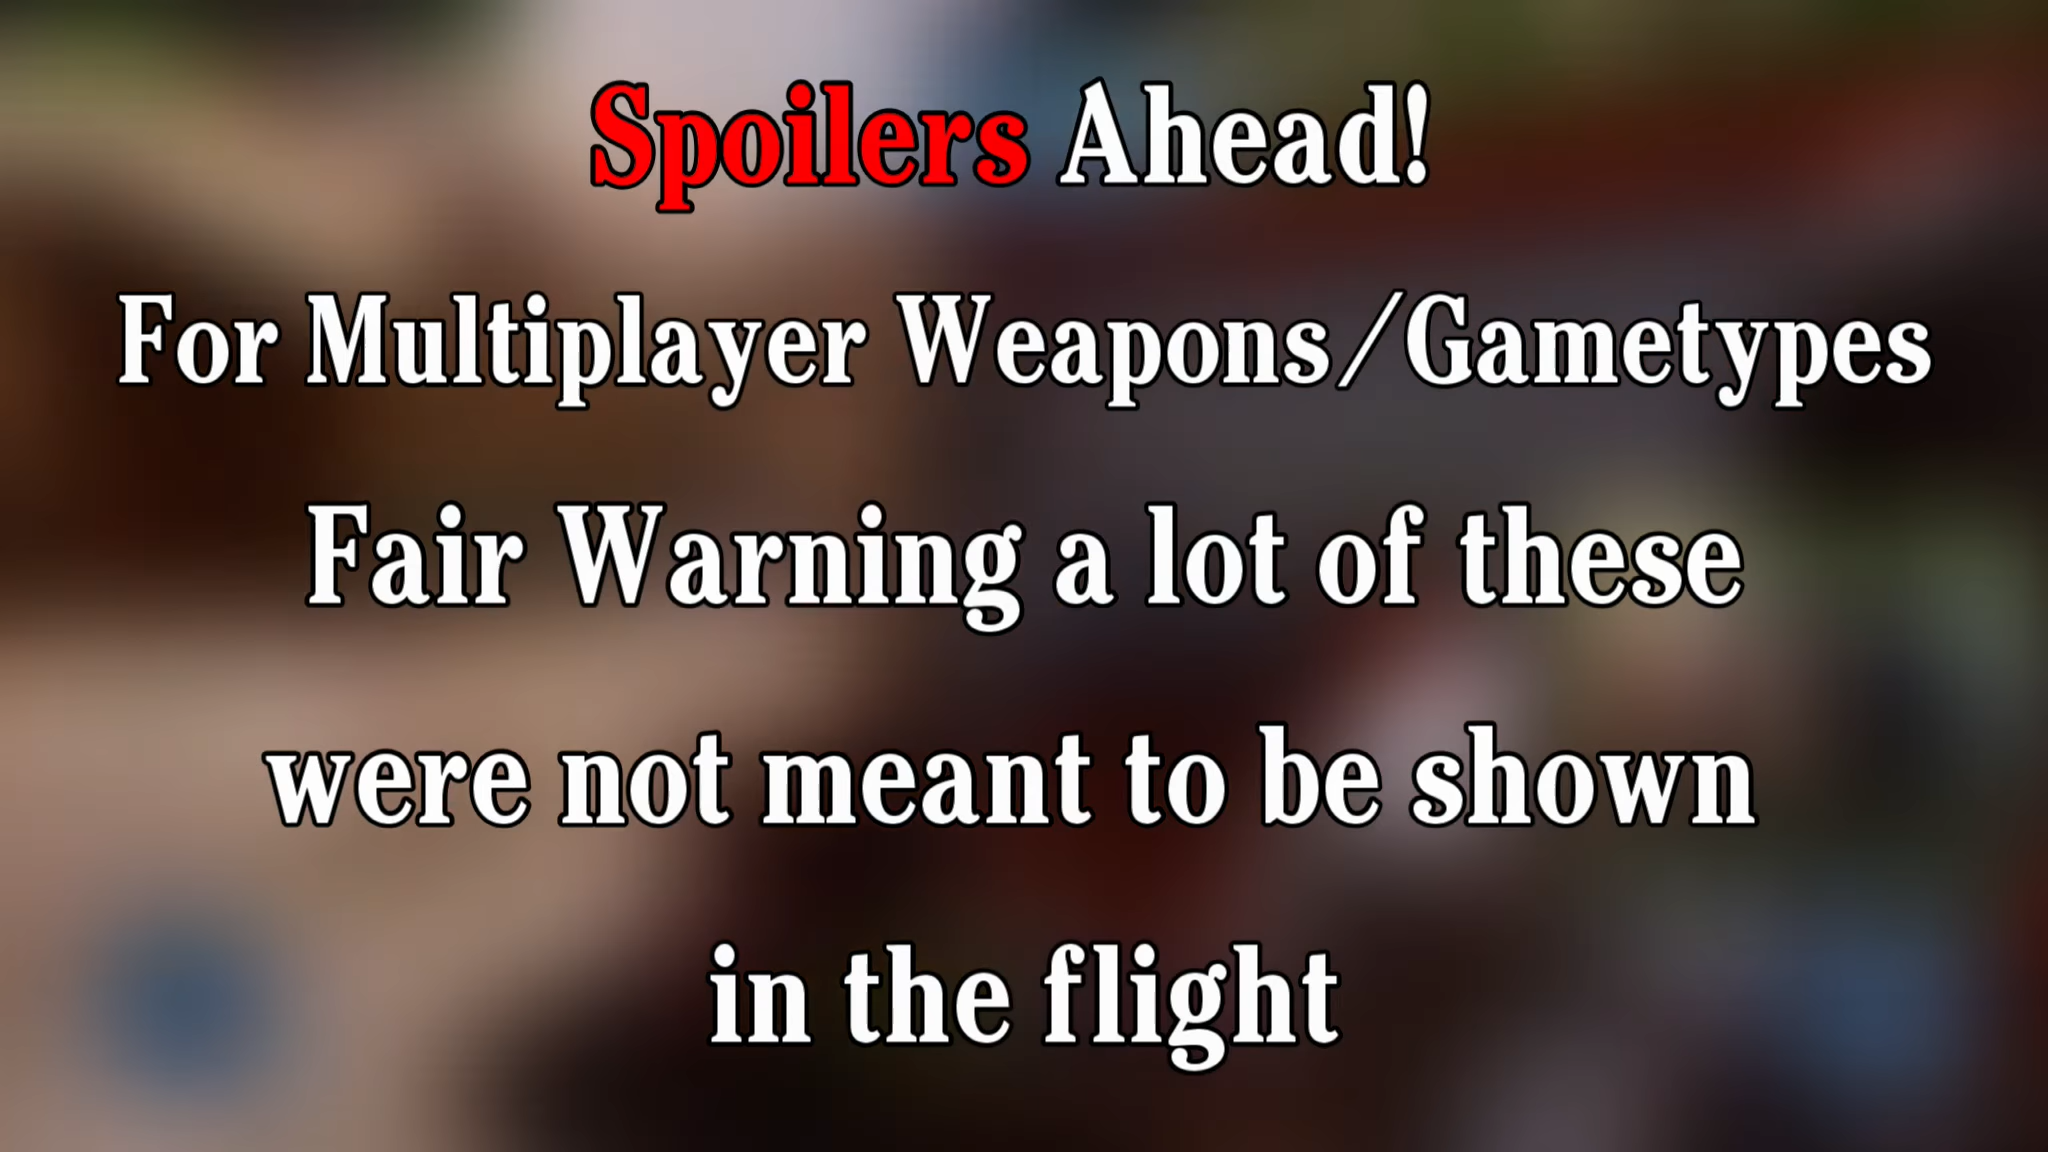 Spoilers Ahead!
For Multiplayer Weapons/Gametypes
Fair Warning a lot of these
were not meant to be shown
in the flight